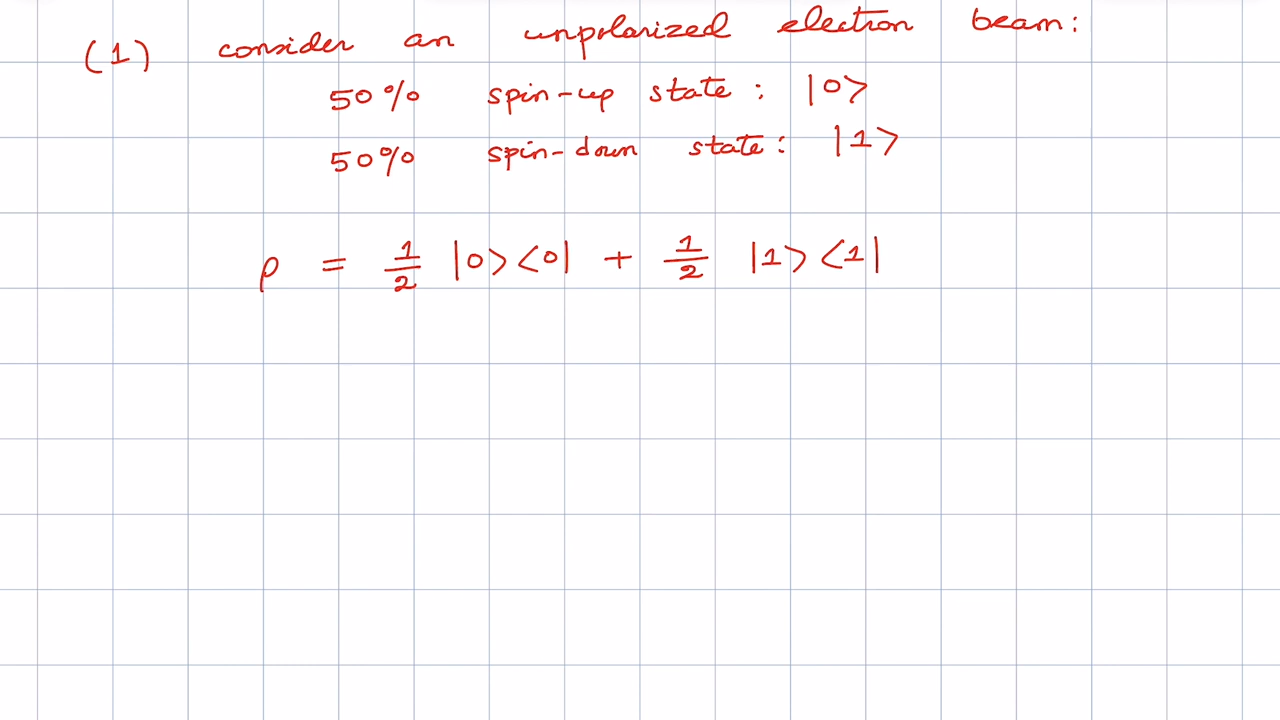 (1) consider an unpolarized electron beam:
50% spin-up state: |0>
50% spin-down state: |1>
ρ = 1/2 |0><0| + 1/2 |1><1|